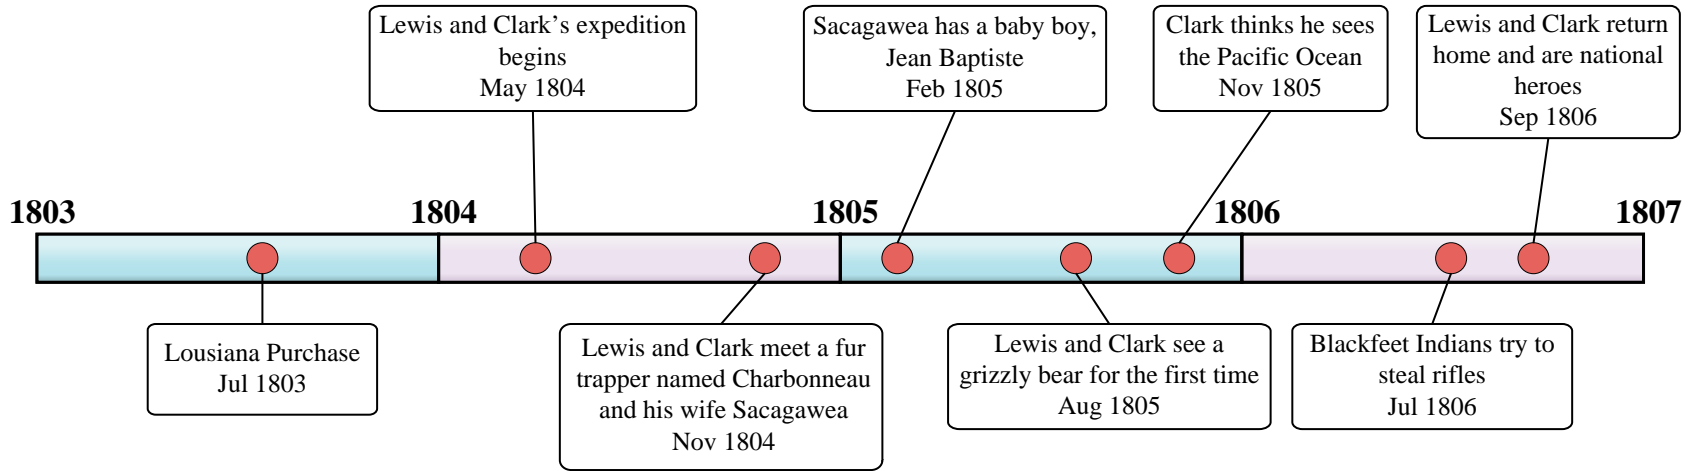 Lewis and Clark’s expedition
begins
May 1804
Sacagawea has a baby boy,
Jean Baptiste
Feb 1805
Clark thinks he sees
the Pacific Ocean
Nov 1805
Lewis and Clark return
home and are national
heroes
Sep 1806
1803
1804
1805
1806
1807
Lousiana Purchase
Jul 1803
Lewis and Clark meet a fur
trapper named Charbonneau
and his wife Sacagawea
Nov 1804
Lewis and Clark see a
grizzly bear for the first time
Aug 1805
Blackfeet Indians try to
steal rifles
Jul 1806